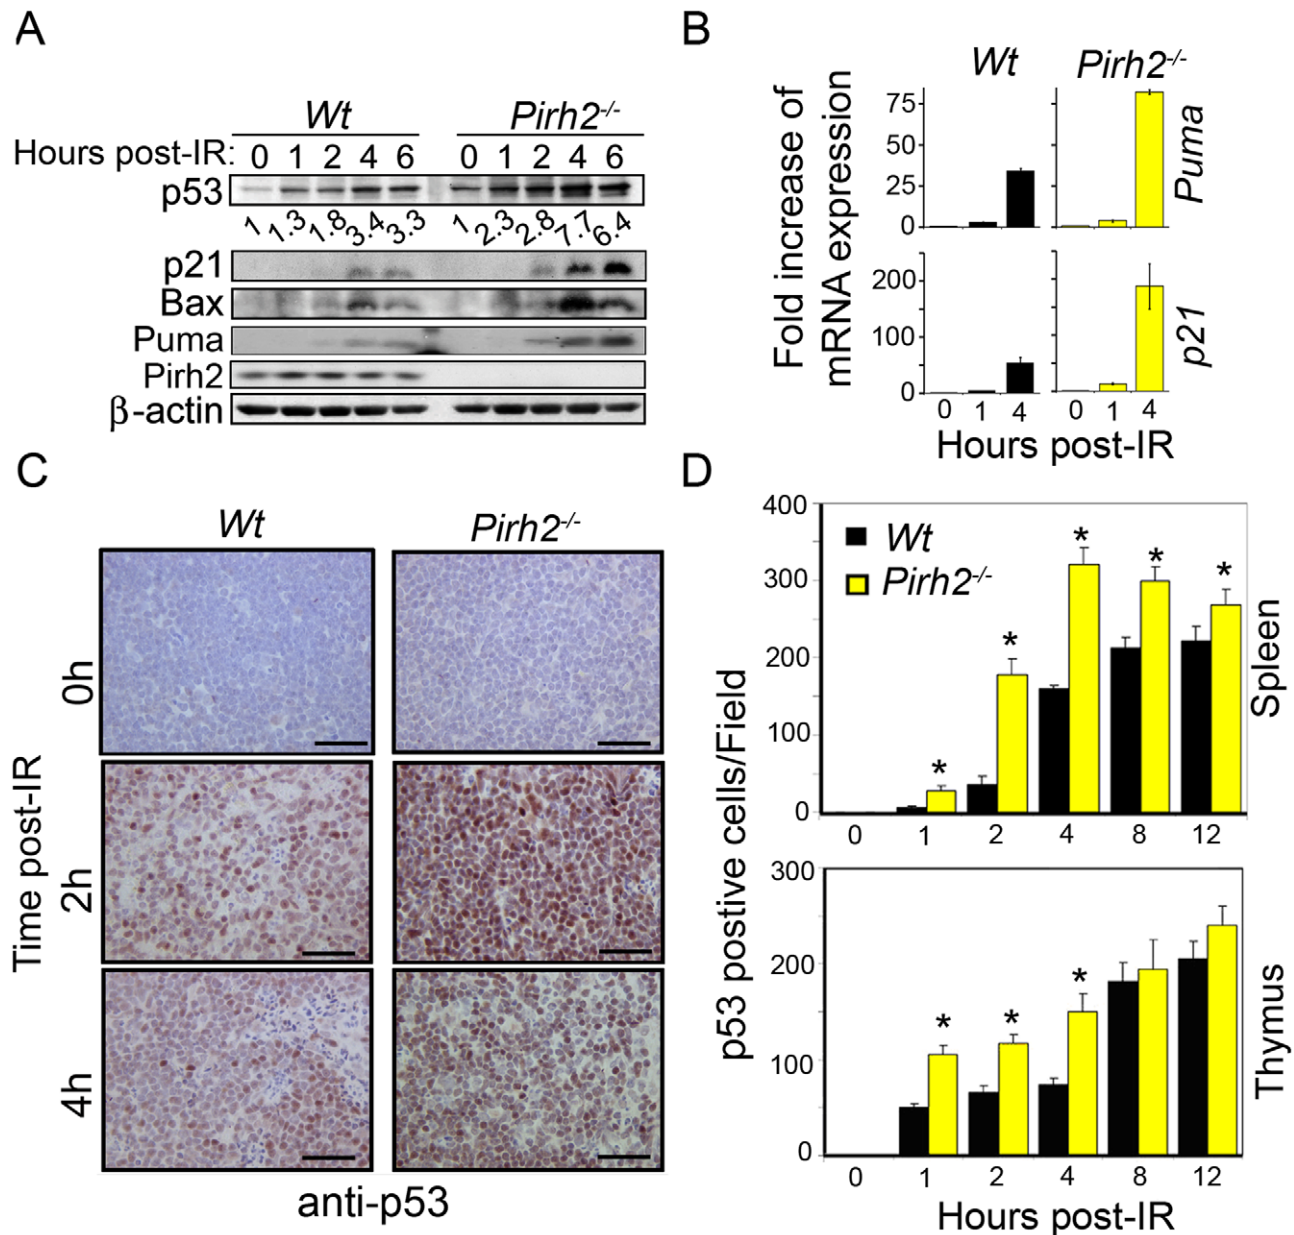 A
Wt Pirh2-/-
Hours post-IR: 0 1 2 4 6 0 1 2 4 6
p53
1 1.3 1.8 3.4 3.3 1 2.3 2.8 7.7 6.4
p21
Bax
Puma
Pirh2
β-actin
B
Wt Pirh2-/-
Fold increase of
mRNA expression
75
50
25
0
Puma
200
100
0
p21
0 1 4 0 1 4
Hours post-IR
C
Wt Pirh2-/-
Time post-IR
0h
2h
4h
anti-p53
D
p53 postive cells/Field
400
300
200
100
0
Wt
Pirh2-/-
* * * * *
0 1 2 4 8 12
Spleen
300
200
100
0
* * *
0 1 2 4 8 12
Thymus
Hours post-IR